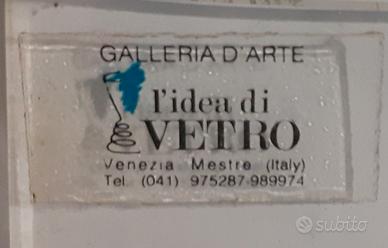 GALLERIA D'ARTE
l'idea di
VETRO
Venezia Mestre (Italy)
Tel. (041) 975287-989974
subito